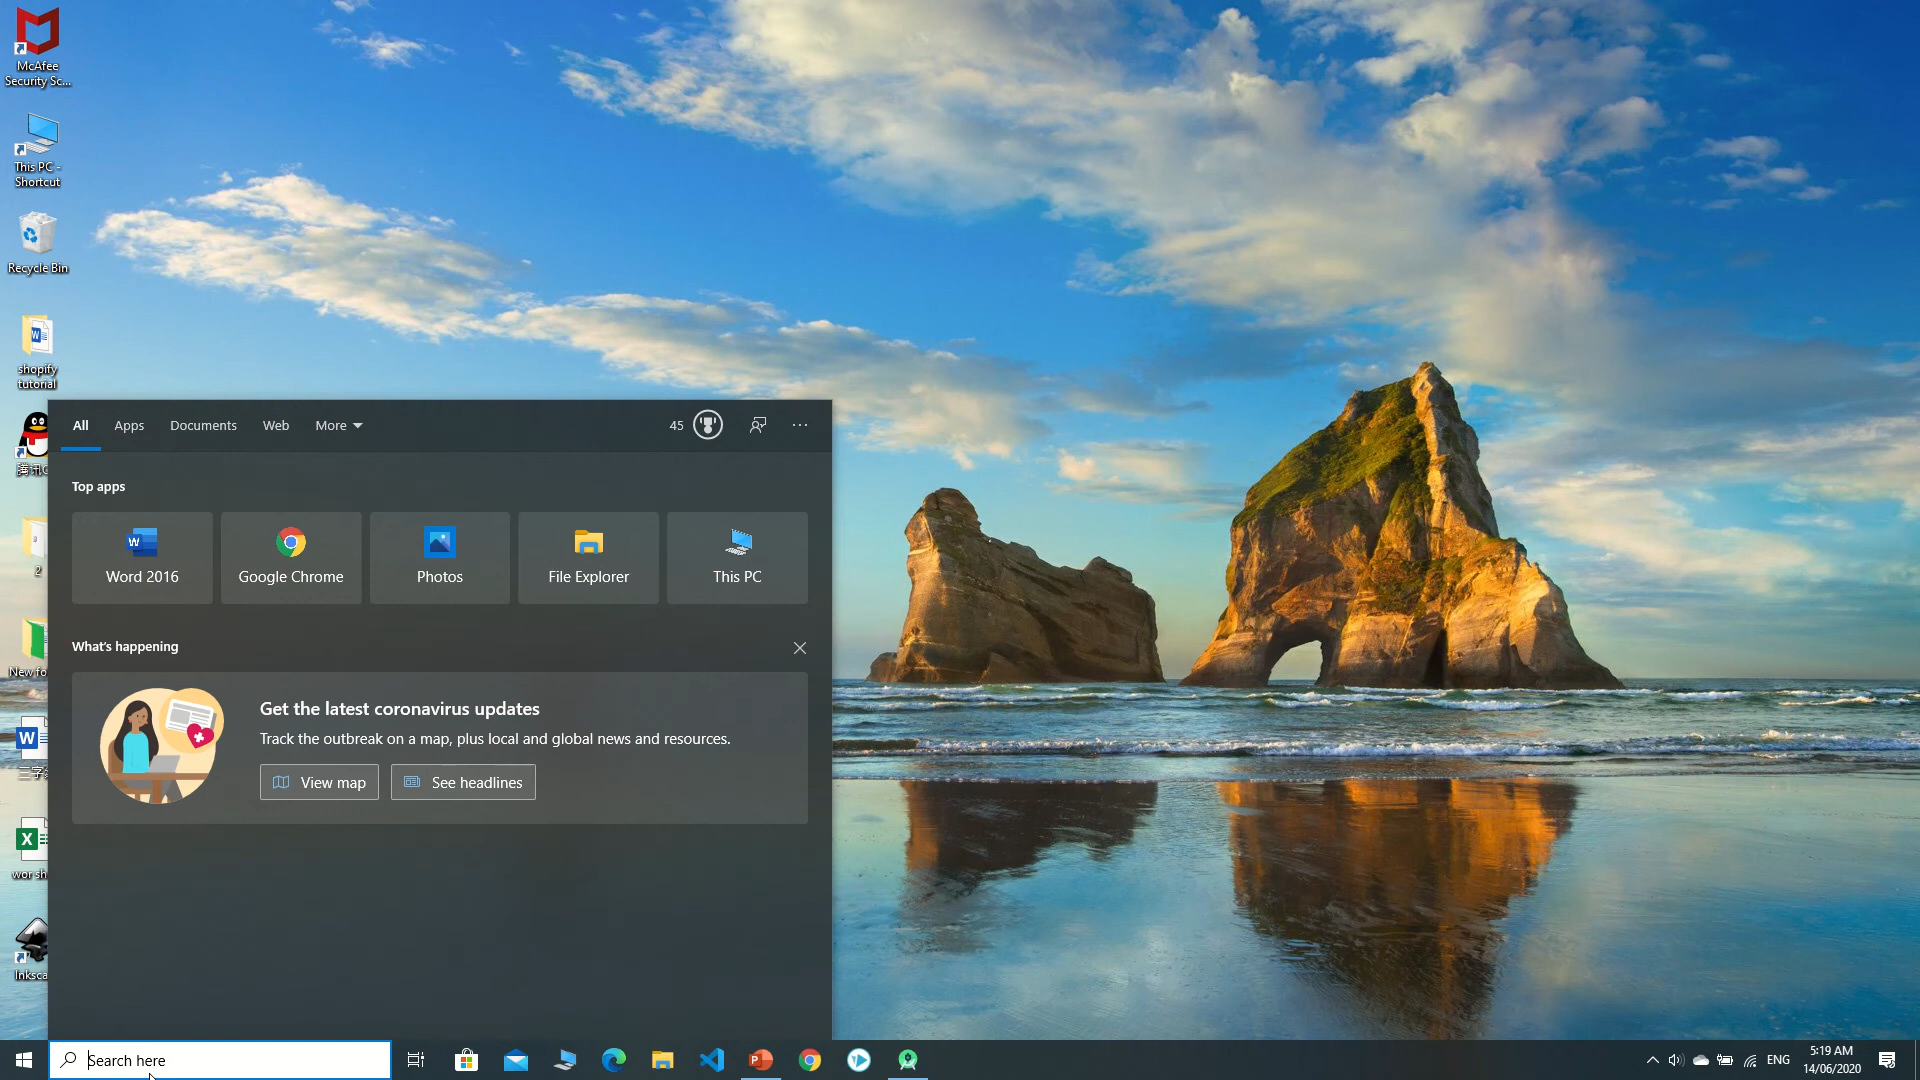 McAfee
Security Sc...
This PC -
Shortcut
Recycle Bin
shopify
tutorial
2
All
Apps
Documents
Web
More
45
Top apps
Word 2016
Google Chrome
Photos
File Explorer
This PC
What's happening
Get the latest coronavirus updates
Track the outbreak on a map, plus local and global news and resources.
View map
See headlines
Search here
ENG
5:19 AM
14/06/2020